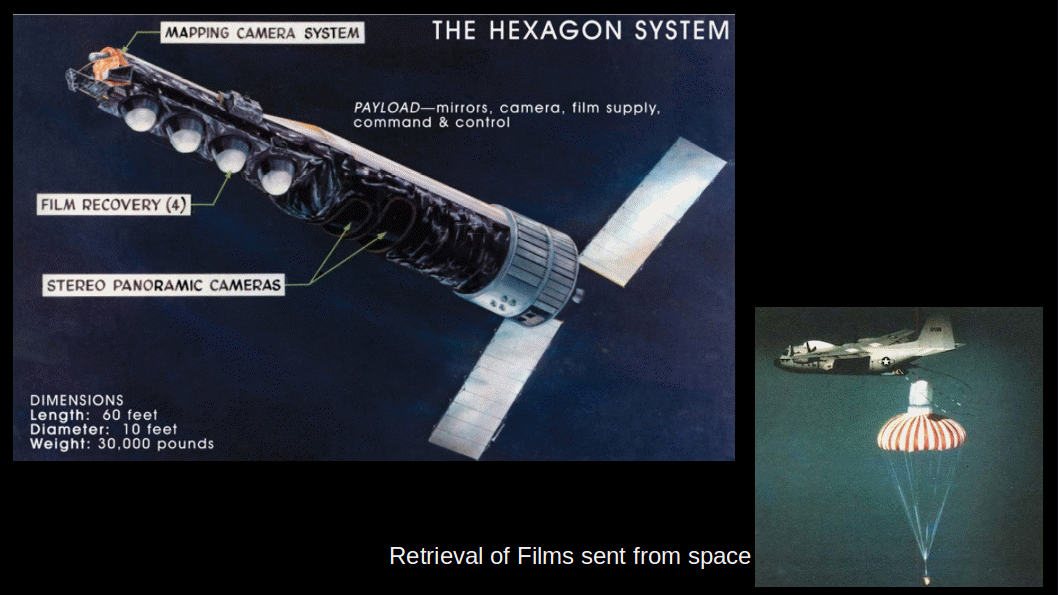 THE HEXAGON SYSTEM
MAPPING CAMERA SYSTEM
PAYLOAD—mirrors, camera, film supply,
command & control
FILM RECOVERY (4)
STEREO PANORAMIC CAMERAS
DIMENSIONS
Length: 60 feet
Diameter: 10 feet
Weight: 30,000 pounds
Retrieval of Films sent from space